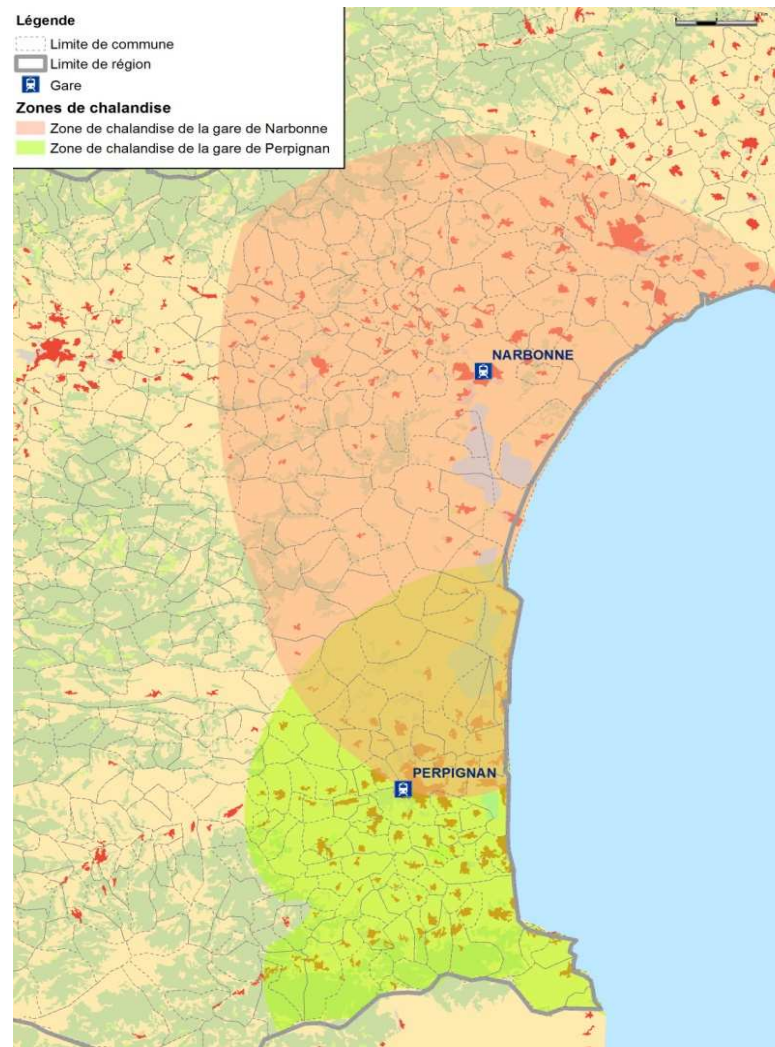 Légende
Limite de commune
Limite de région
Gare
Zones de chalandise
Zone de chalandise de la gare de Narbonne
Zone de chalandise de la gare de Perpignan
NARBONNE
PERPIGNAN